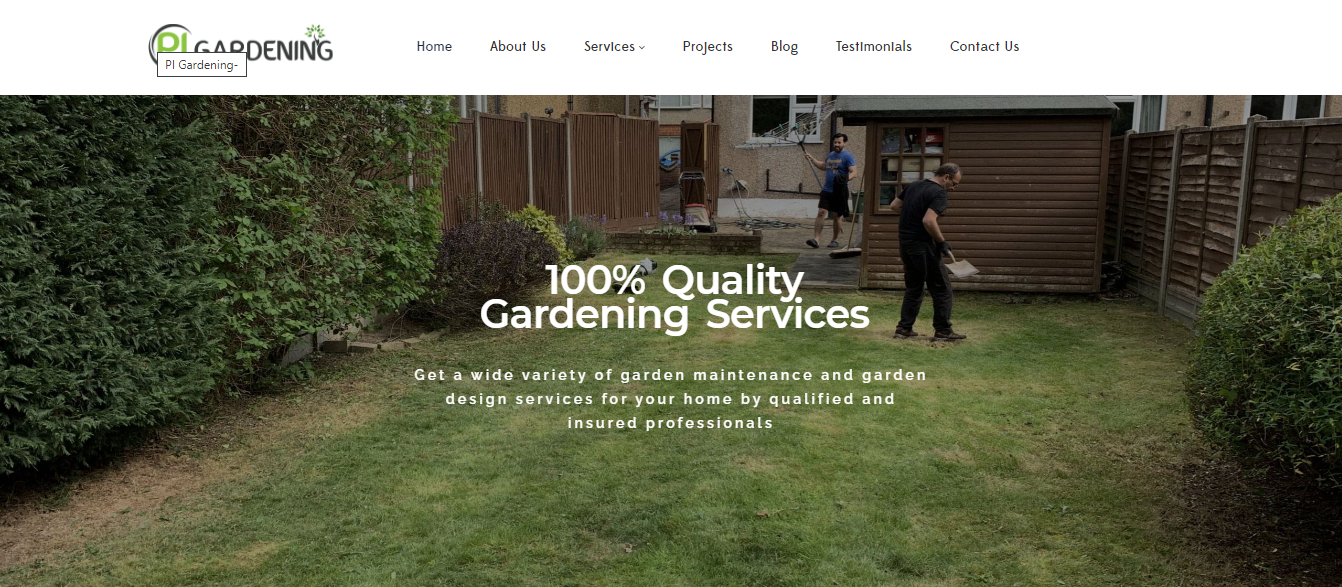 PI GARDENING
PI Gardening-
Home
About Us
Services
Projects
Blog
Testimonials
Contact Us
100% Quality
Gardening Services
Get a wide variety of garden maintenance and garden
design services for your home by qualified and
insured professionals